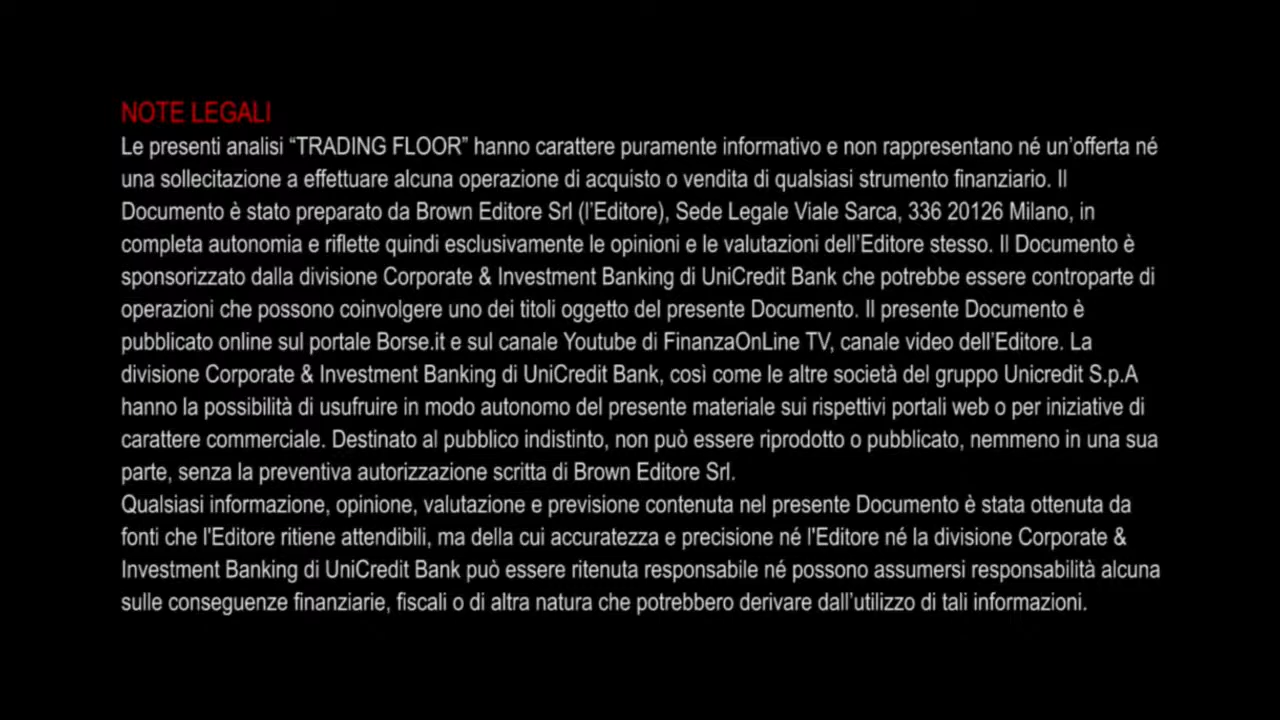 NOTE LEGALI
Le presenti analisi “TRADING FLOOR” hanno carattere puramente informativo e non rappresentano né un’offerta né
una sollecitazione a effettuare alcuna operazione di acquisto o vendita di qualsiasi strumento finanziario. Il
Documento è stato preparato da Brown Editore Srl (l’Editore), Sede Legale Viale Sarca, 336 20126 Milano, in
completa autonomia e riflette quindi esclusivamente le opinioni e le valutazioni dell’Editore stesso. Il Documento è
sponsorizzato dalla divisione Corporate & Investment Banking di UniCredit Bank che potrebbe essere controparte di
operazioni che possono coinvolgere uno dei titoli oggetto del presente Documento. Il presente Documento è
pubblicato online sul portale Borse.it e sul canale Youtube di FinanzaOnLine TV, canale video dell’Editore. La
divisione Corporate & Investment Banking di UniCredit Bank, così come le altre società del gruppo Unicredit S.p.A
hanno la possibilità di usufruire in modo autonomo del presente materiale sui rispettivi portali web o per iniziative di
carattere commerciale. Destinato al pubblico indistinto, non può essere riprodotto o pubblicato, nemmeno in una sua
parte, senza la preventiva autorizzazione scritta di Brown Editore Srl.
Qualsiasi informazione, opinione, valutazione e previsione contenuta nel presente Documento è stata ottenuta da
fonti che l'Editore ritiene attendibili, ma della cui accuratezza e precisione né l'Editore né la divisione Corporate &
Investment Banking di UniCredit Bank può essere ritenuta responsabile né possono assumersi responsabilità alcuna
sulle conseguenze finanziarie, fiscali o di altra natura che potrebbero derivare dall’utilizzo di tali informazioni.